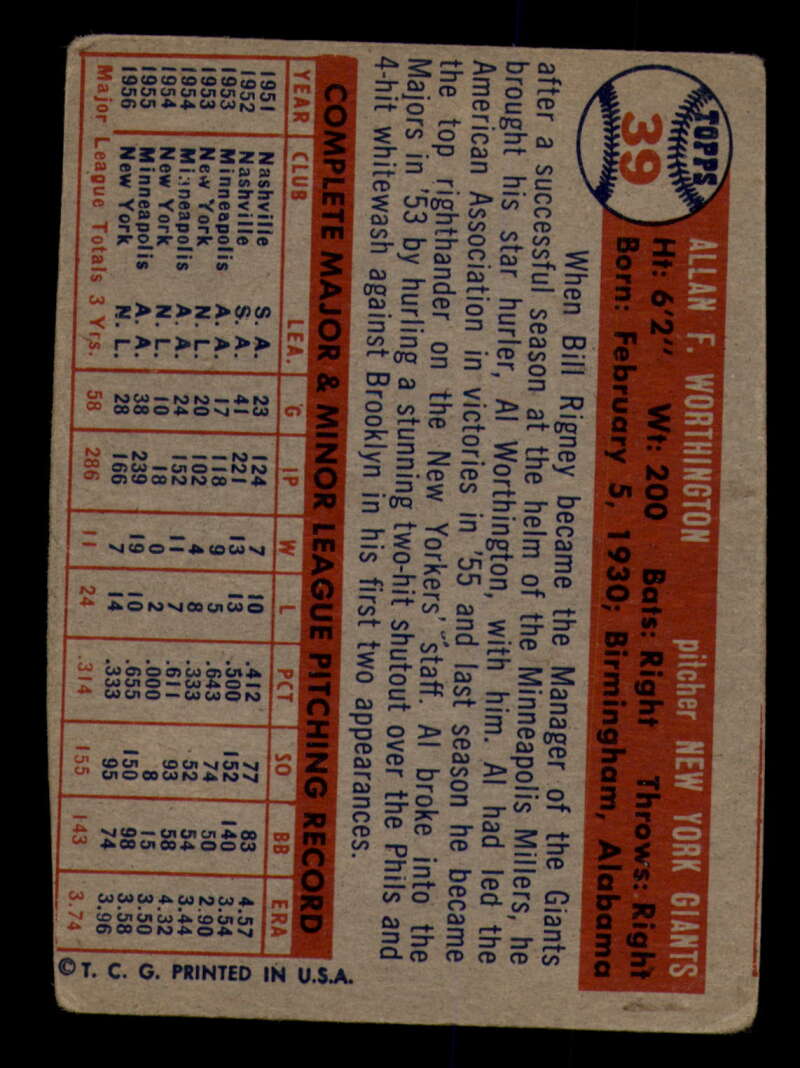 TOPPS
39
ALLAN F. WORTHINGTON pitcher NEW YORK GIANTS
Ht: 6'2" Wt: 200 Bats: Right Throws: Right
Born: February 5, 1930; Birmingham, Alabama
When Bill Rigney became the Manager of the Giants
after a successful season at the helm of the Minneapolis Millers, he
brought his star hurler, Al Worthington, with him. Al had led the
American Association in victories in '55 and last season he became
the top righthander on the New Yorkers' staff. Al broke into the
Majors in '53 by hurling a stunning two-hit shutout over the Phils and
4-hit whitewash against Brooklyn in his first two appearances.
COMPLETE MAJOR & MINOR LEAGUE PITCHING RECORD
YEAR CLUB LEA. G IP W L PCT SO BB ERA
1951 Nashville S. A. 23 124 7 10 .412 77 83 4.57
1952 Nashville S. A. 41 221 13 13 .500 152 140 3.54
1953 Minneapolis A. A. 17 118 9 5 .643 74 50 2.90
1953 New York N. L. 20 102 4 8 .333 52 54 3.44
1954 Minneapolis A. A. 24 152 11 7 .611 93 58 4.32
1954 New York N. L. 10 18 0 2 .000 8 15 3.50
1955 Minneapolis A. A. 38 239 19 10 .655 150 98 3.58
1956 New York N. L. 28 166 7 14 .333 95 74 3.96
Major League Totals 3 Yrs. 58 286 11 24 .314 155 143 3.74
© T. C. G. PRINTED IN U.S.A.